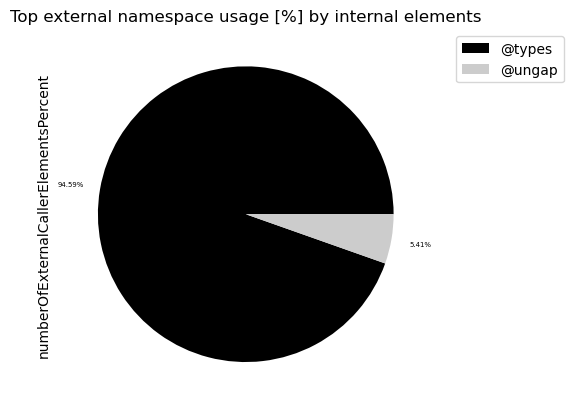 Top external namespace usage [%] by internal elements
@types
@ungap
numberOfExternalCallerElementsPercent
94.59%
5.41%